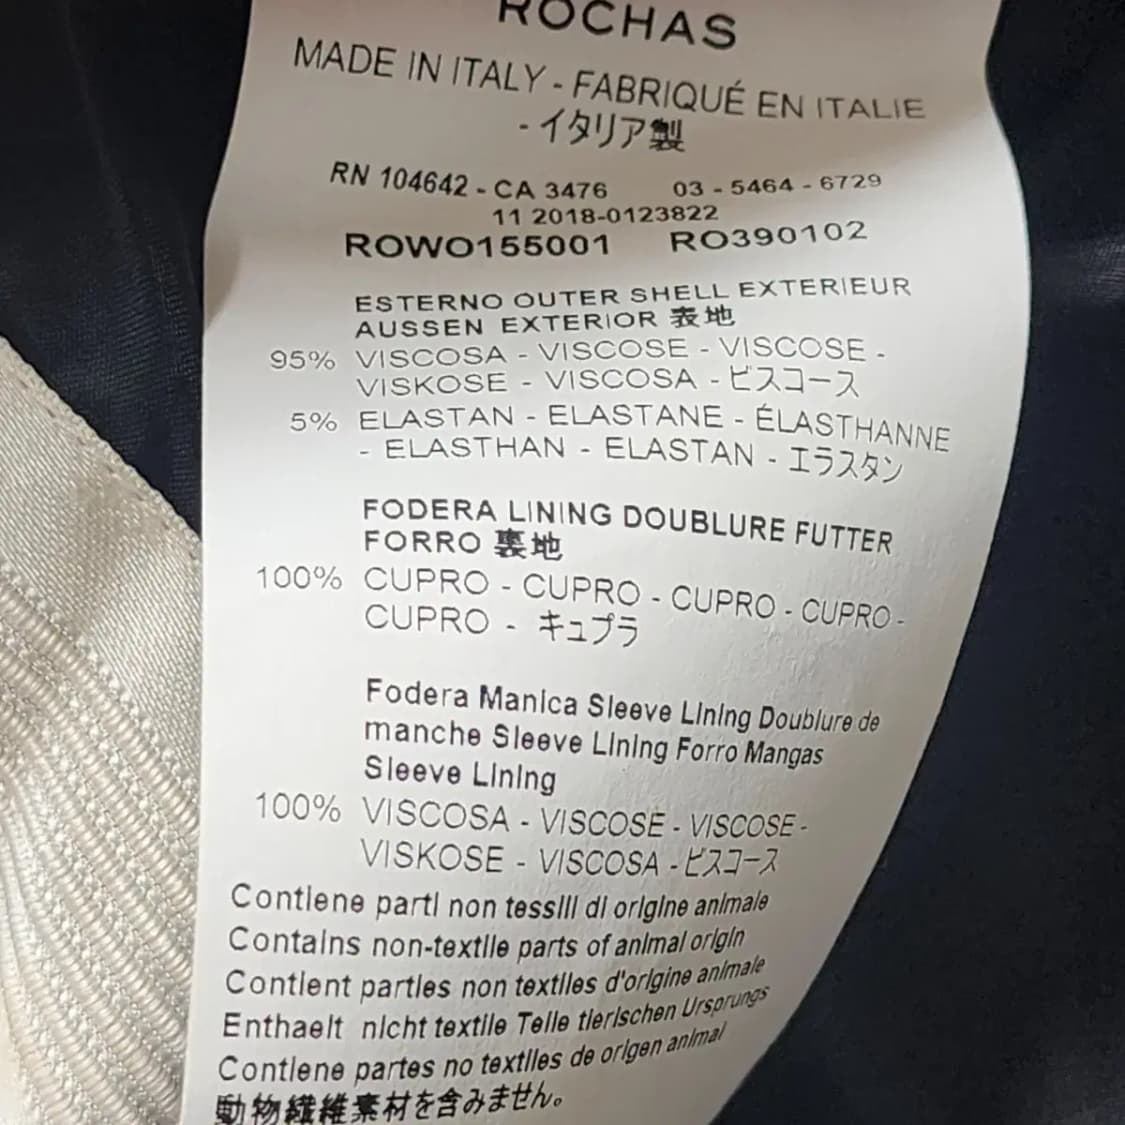 ROCHAS
MADE IN ITALY - FABRIQUÉ EN ITALIE
- イタリア製
RN 104642 - CA 3476 03 - 5464 - 6729
11 2018-0123822
ROWO155001 RO390102
ESTERNO OUTER SHELL EXTERIEUR
AUSSEN EXTERIOR 表地
95% VISCOSA - VISCOSE - VISCOSE -
VISKOSE - VISCOSA - ビスコース
5% ELASTAN - ELASTANE - ÉLASTHANNE
- ELASTHAN - ELASTAN - エラスタン
FODERA LINING DOUBLURE FUTTER
FORRO 裏地
100% CUPRO - CUPRO - CUPRO - CUPRO -
CUPRO - キュプラ
Fodera Manica Sleeve Lining Doublure de
manche Sleeve Lining Forro Mangas
Sleeve Lining
100% VISCOSA - VISCOSE - VISCOSE -
VISKOSE - VISCOSA - ビスコース
Contiene parti non tessili di origine animale
Contains non-textile parts of animal origin
Contient parties non textiles d'origine animale
Enthaelt nicht textile Teile tierischen Ursprungs
Contiene partes no textiles de origen animal
動物繊維素材を含みません。